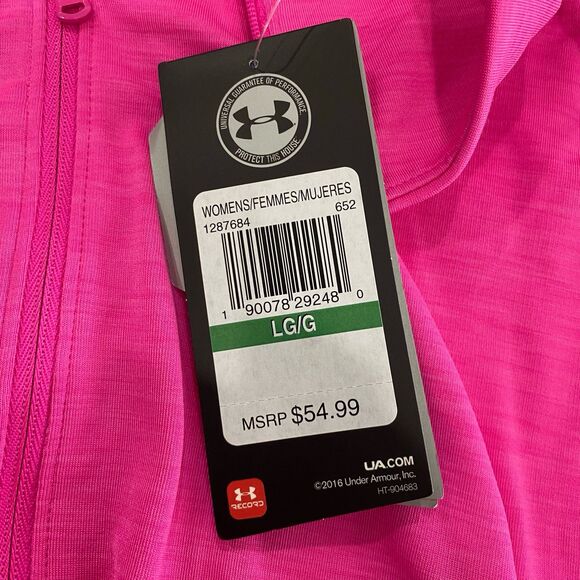 UNIVERSAL GUARANTEE OF PERFORMANCE
PROTECT THIS HOUSE
WOMENS/FEMMES/MUJERES
1287684 652
1 90078 29248 0
LG/G
MSRP $54.99
UA.COM
©2016 Under Armour, Inc.
HT-904683
RECORD